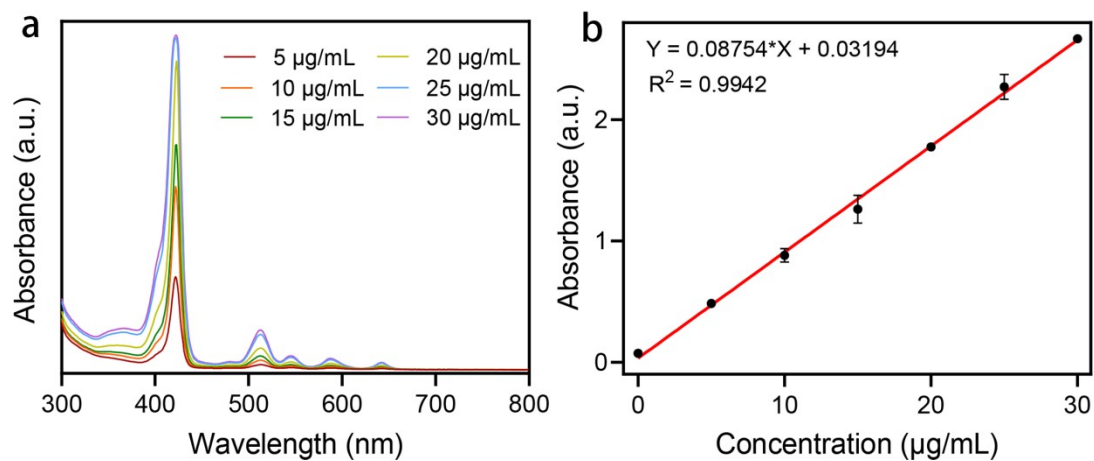 a
5 µg/mL
10 µg/mL
15 µg/mL
20 µg/mL
25 µg/mL
30 µg/mL
Absorbance (a.u.)
300 400 500 600 700 800
Wavelength (nm)
b
Y = 0.08754*X + 0.03194
R² = 0.9942
Absorbance (a.u.)
2
1
0
0 10 20 30
Concentration (µg/mL)